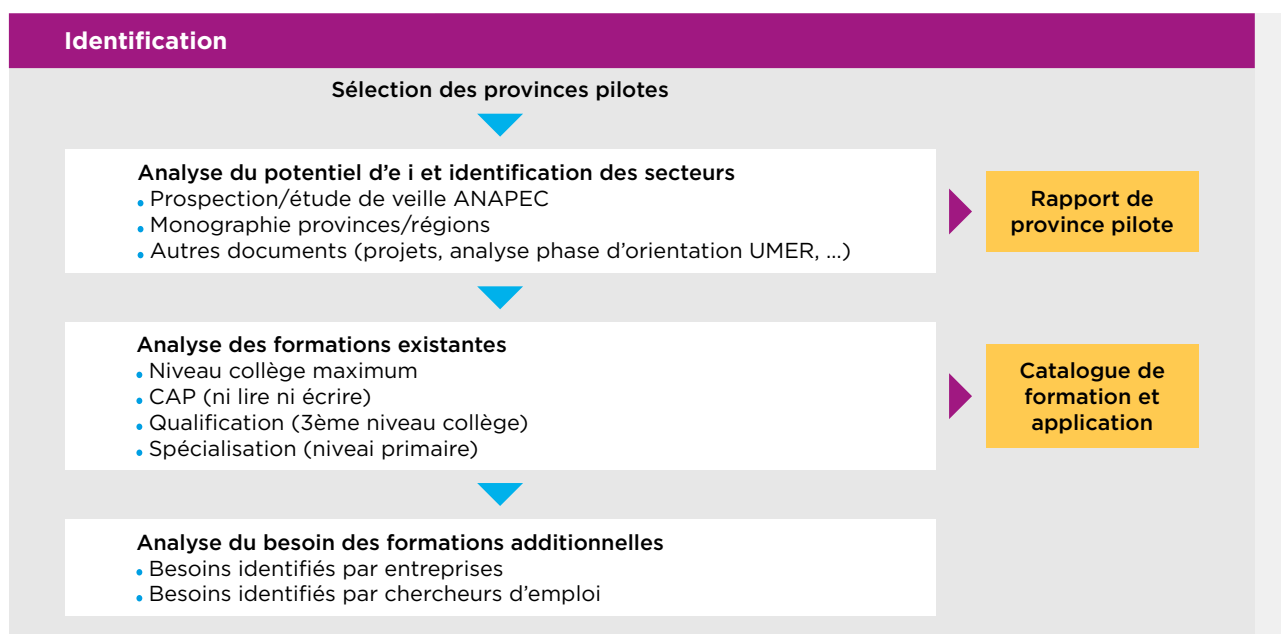 Identification
Sélection des provinces pilotes
Analyse du potentiel d'e i et identification des secteurs
• Prospection/étude de veille ANAPEC
• Monographie provinces/régions
• Autres documents (projets, analyse phase d'orientation UMER, ...)
Rapport de
province pilote
Analyse des formations existantes
• Niveau collège maximum
• CAP (ni lire ni écrire)
• Qualification (3ème niveau collège)
• Spécialisation (niveai primaire)
Catalogue de
formation et
application
Analyse du besoin des formations additionnelles
• Besoins identifiés par entreprises
• Besoins identifiés par chercheurs d'emploi